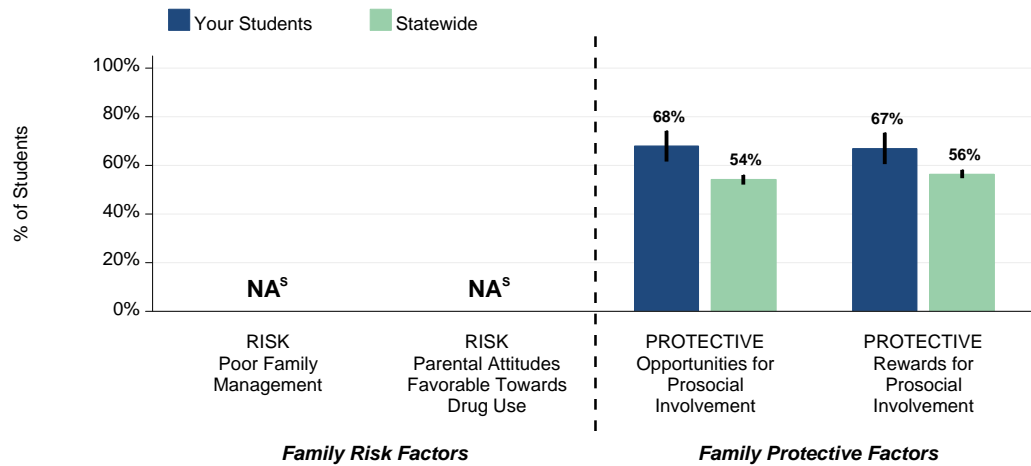 Your Students
Statewide
% of Students
100%
80%
60%
40%
20%
0%
68%
54%
67%
56%
NAˢ
NAˢ
RISK
Poor Family
Management
RISK
Parental Attitudes
Favorable Towards
Drug Use
PROTECTIVE
Opportunities for
Prosocial
Involvement
PROTECTIVE
Rewards for
Prosocial
Involvement
Family Risk Factors
Family Protective Factors